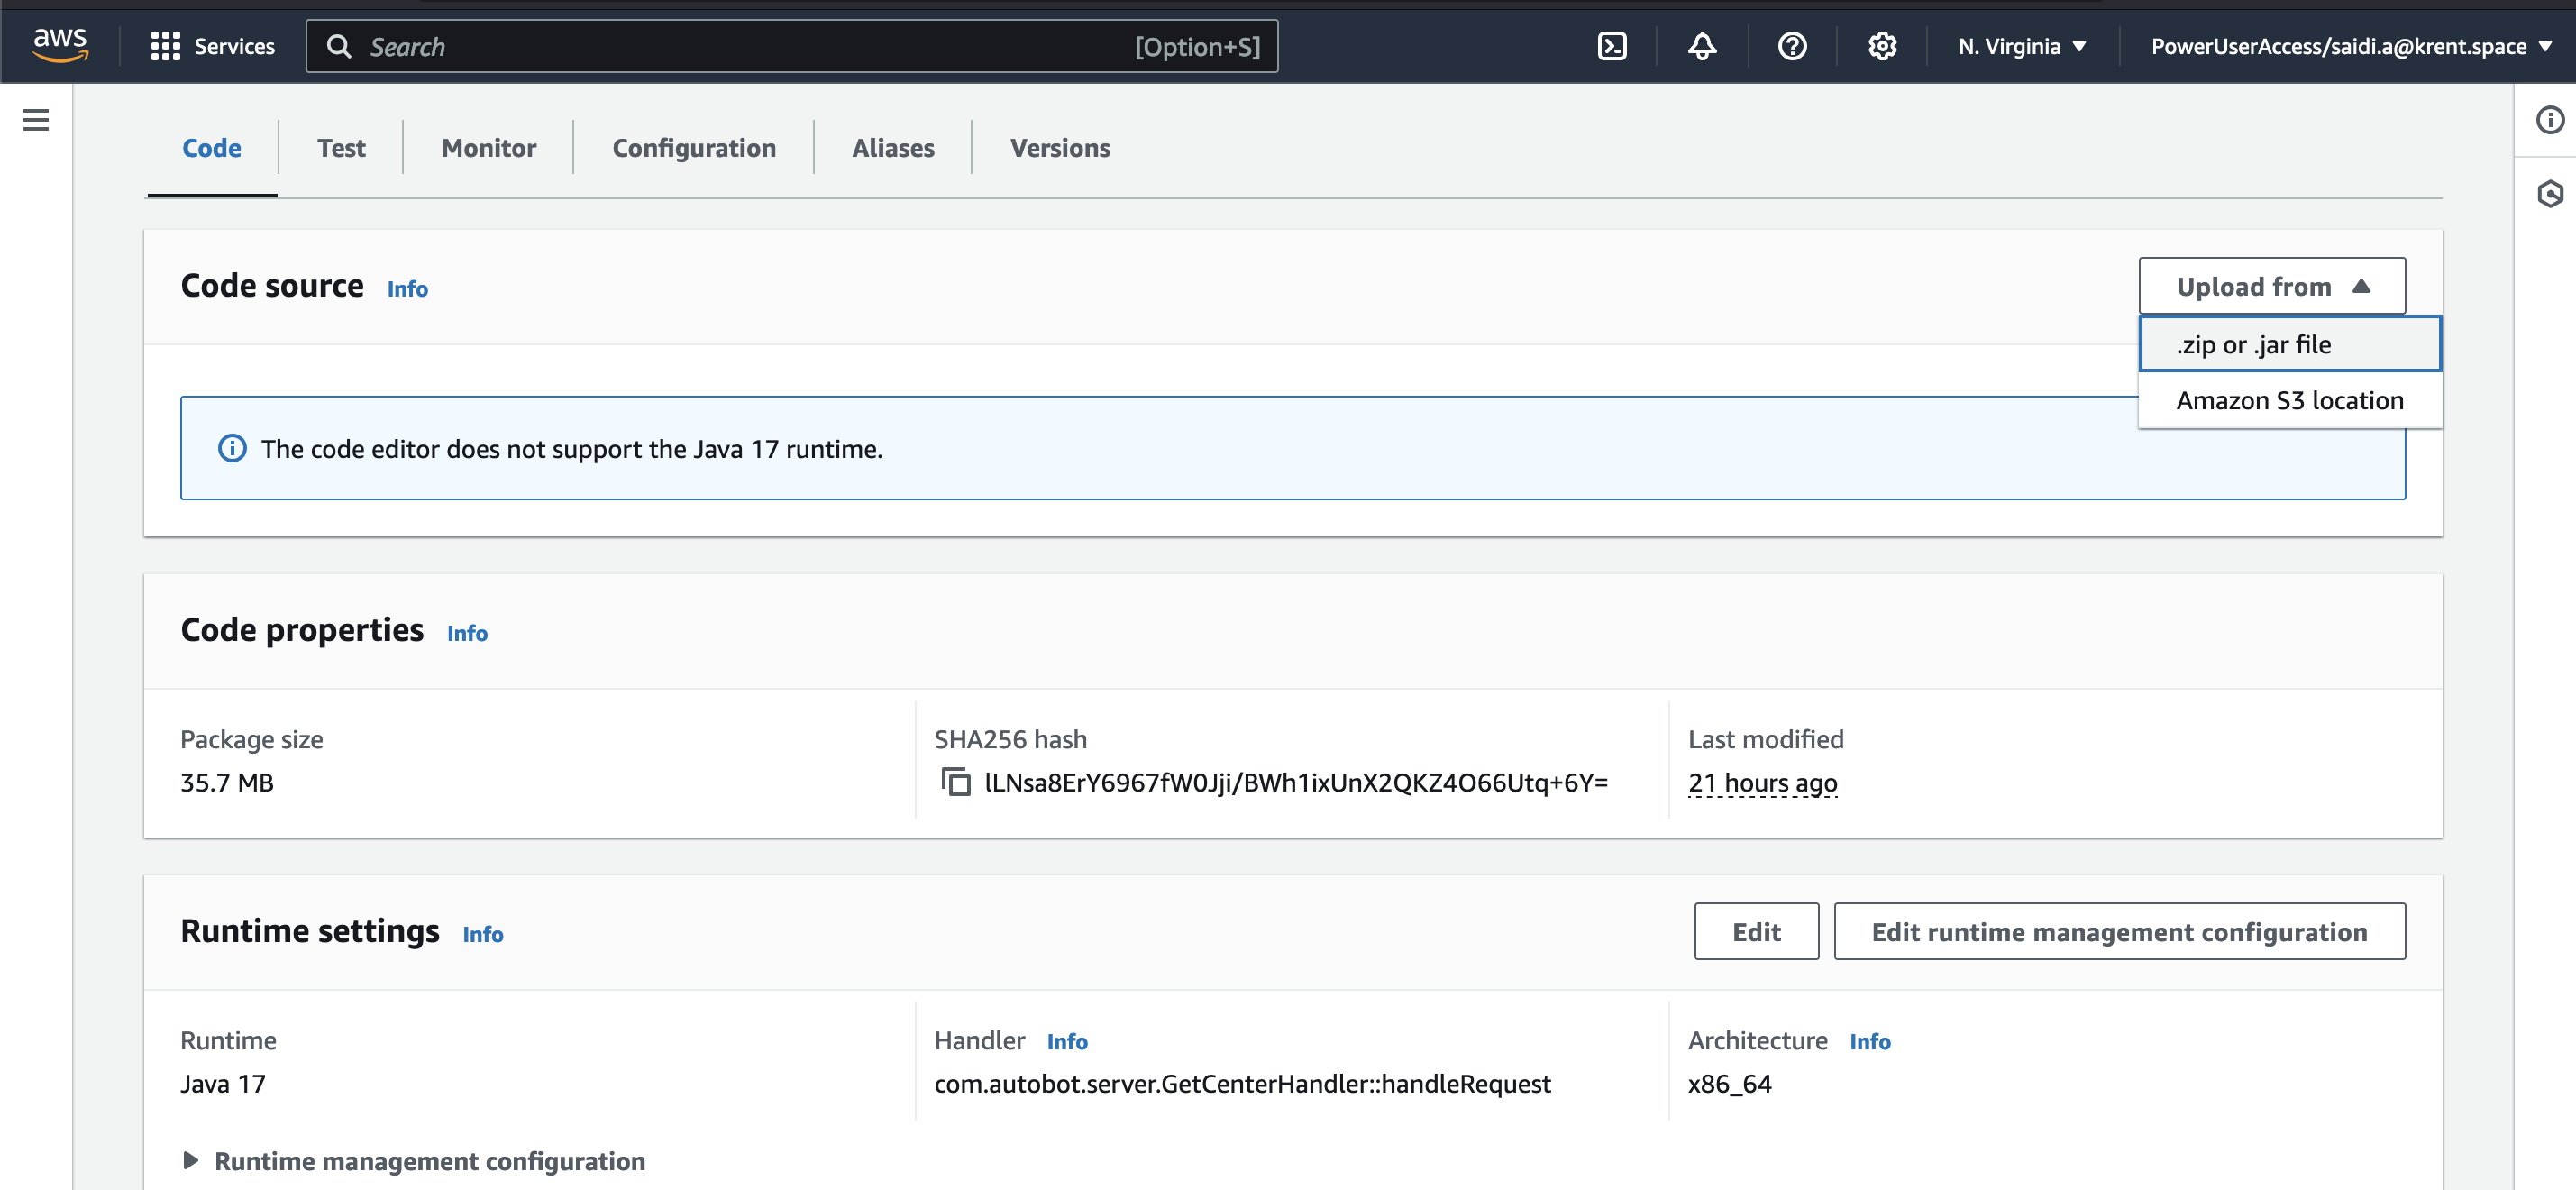 aws
Services
Search
[Option+S]
N. Virginia
PowerUserAccess/saidi.a@krent.space
Code
Test
Monitor
Configuration
Aliases
Versions
Code source
Info
Upload from
.zip or .jar file
Amazon S3 location
The code editor does not support the Java 17 runtime.
Code properties
Info
Package size
35.7 MB
SHA256 hash
lLNsa8ErY6967fW0Jji/BWh1ixUnX2QKZ4O66Utq+6Y=
Last modified
21 hours ago
Runtime settings
Info
Edit
Edit runtime management configuration
Runtime
Java 17
Handler
Info
com.autobot.server.GetCenterHandler::handleRequest
Architecture
Info
x86_64
Runtime management configuration